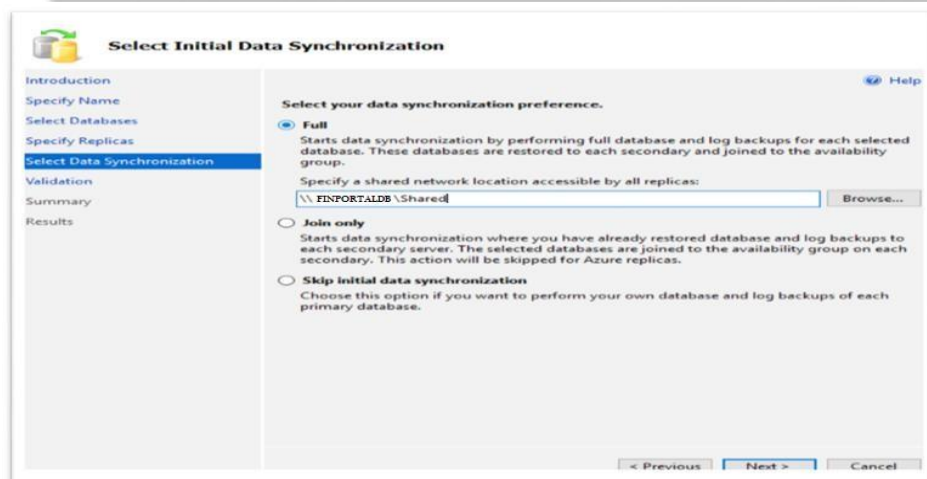 Select Initial Data Synchronization
Introduction
Specify Name
Select Databases
Specify Replicas
Select Data Synchronization
Validation
Summary
Results
Help
Select your data synchronization preference.
Full
Starts data synchronization by performing full database and log backups for each selected
database. These databases are restored to each secondary and joined to the availability
group.
Specify a shared network location accessible by all replicas:
\\ FINPORTALDB \Shared
Browse...
Join only
Starts data synchronization where you have already restored database and log backups to
each secondary server. The selected databases are joined to the availability group on each
secondary. This action will be skipped for Azure replicas.
Skip initial data synchronization
Choose this option if you want to perform your own database and log backups of each
primary database.
< Previous
Next >
Cancel